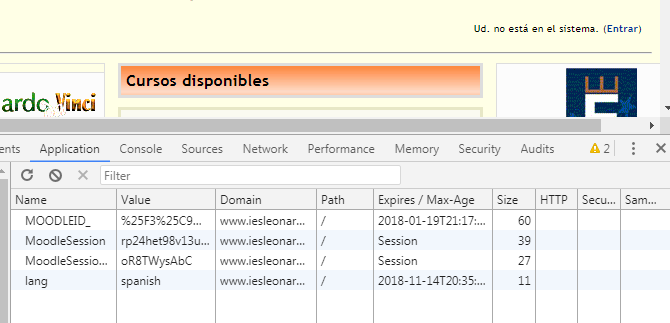 Ud. no está en el sistema. (Entrar)
Cursos disponibles
ardo Vinci
E
ents Application Console Sources Network Performance Memory Security Audits 2
Filter
Name Value Domain Path Expires / Max-Age Size HTTP Secu... Sam...
MOODLEID_ %25F3%25C9... www.iesleonar... / 2018-01-19T21:17:... 60
MoodleSession rp24het98v13u... www.iesleonar... / Session 39
MoodleSessio... oR8TWysAbC www.iesleonar... / Session 27
lang spanish www.iesleonar... / 2018-11-14T20:35:... 11